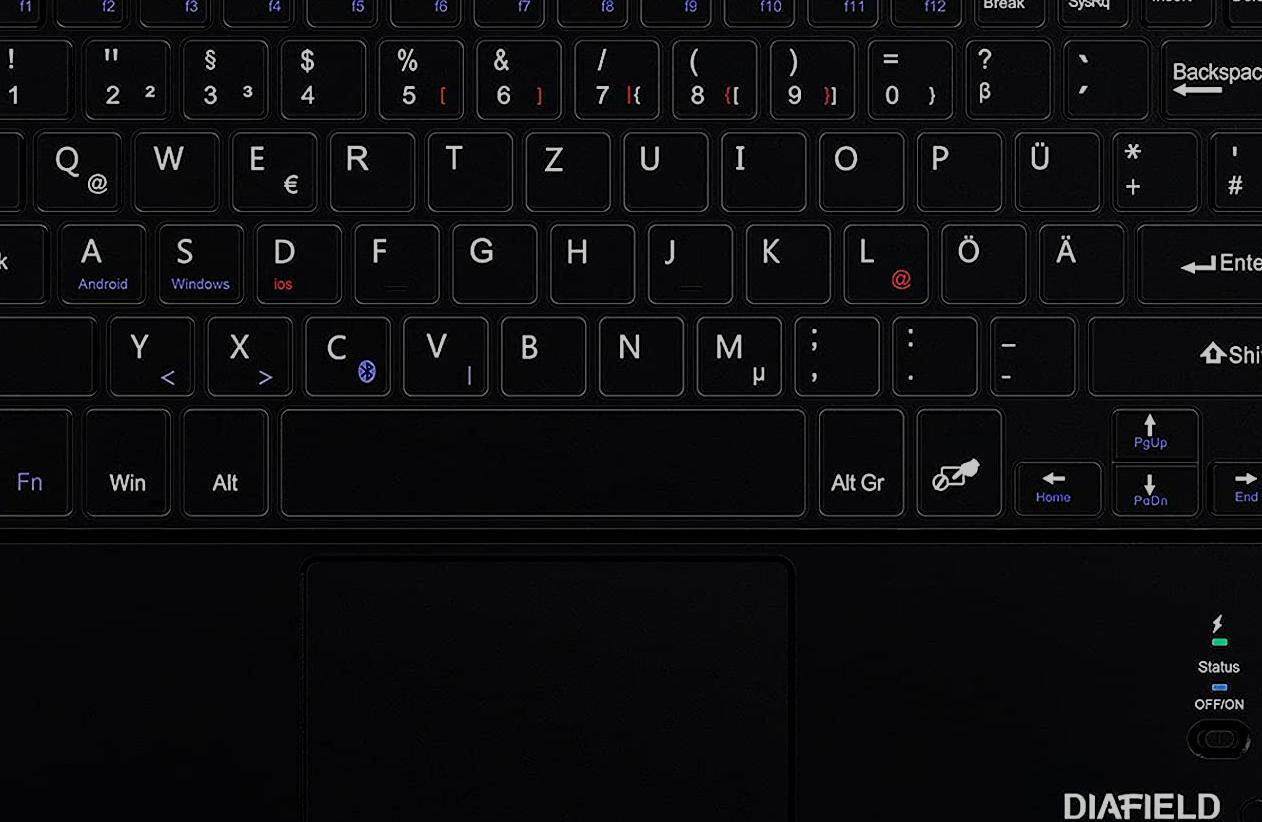 f1 f2 f3 f4 f5 f6 f7 f8 f9 f10 f11 f12 Break SysRq
! " § $ % & / ( ) = ? ` Backspac
1 2 ² 3 ³ 4 5 [ 6 ] 7 |{ 8 {[ 9 }] 0 } ß ´
Q @ W E € R T Z U I O P Ü * + ' #
k A S D F G H J K L @ Ö Ä Ente
Android Windows ios
Y < X > C V | B N M µ ; , : . _ - Shi
PgUp
Fn Win Alt Alt Gr Home PgDn End
Status
OFF/ON
DIAFIELD